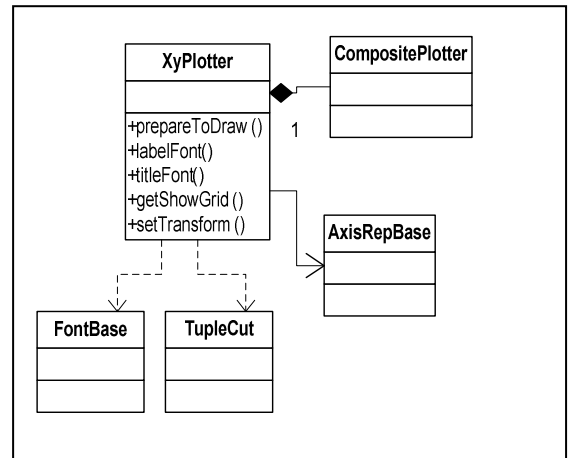 XyPlotter
CompositePlotter
1
+prepareToDraw ()
+labelFont()
+titleFont()
+getShowGrid ()
+setTransform ()
AxisRepBase
FontBase
TupleCut